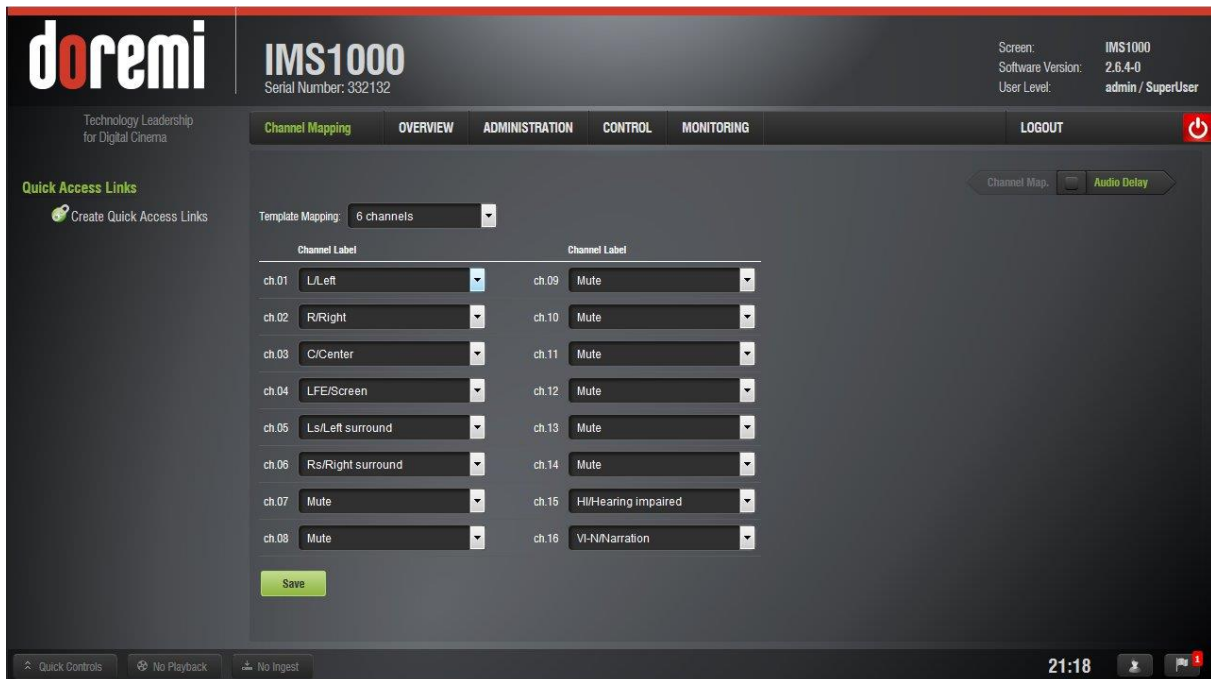 doremi
IMS1000
Serial Number: 332132
Screen: IMS1000
Software Version: 2.6.4-0
User Level: admin / SuperUser
Technology Leadership
for Digital Cinema
Channel Mapping OVERVIEW ADMINISTRATION CONTROL MONITORING LOGOUT
Quick Access Links
Create Quick Access Links
Channel Map. Audio Delay
Template Mapping: 6 channels
Channel Label Channel Label
ch.01 L/Left ch.09 Mute
ch.02 R/Right ch.10 Mute
ch.03 C/Center ch.11 Mute
ch.04 LFE/Screen ch.12 Mute
ch.05 Ls/Left surround ch.13 Mute
ch.06 Rs/Right surround ch.14 Mute
ch.07 Mute ch.15 HI/Hearing impaired
ch.08 Mute ch.16 VI-N/Narration
Save
Quick Controls No Playback No Ingest 21:18 1